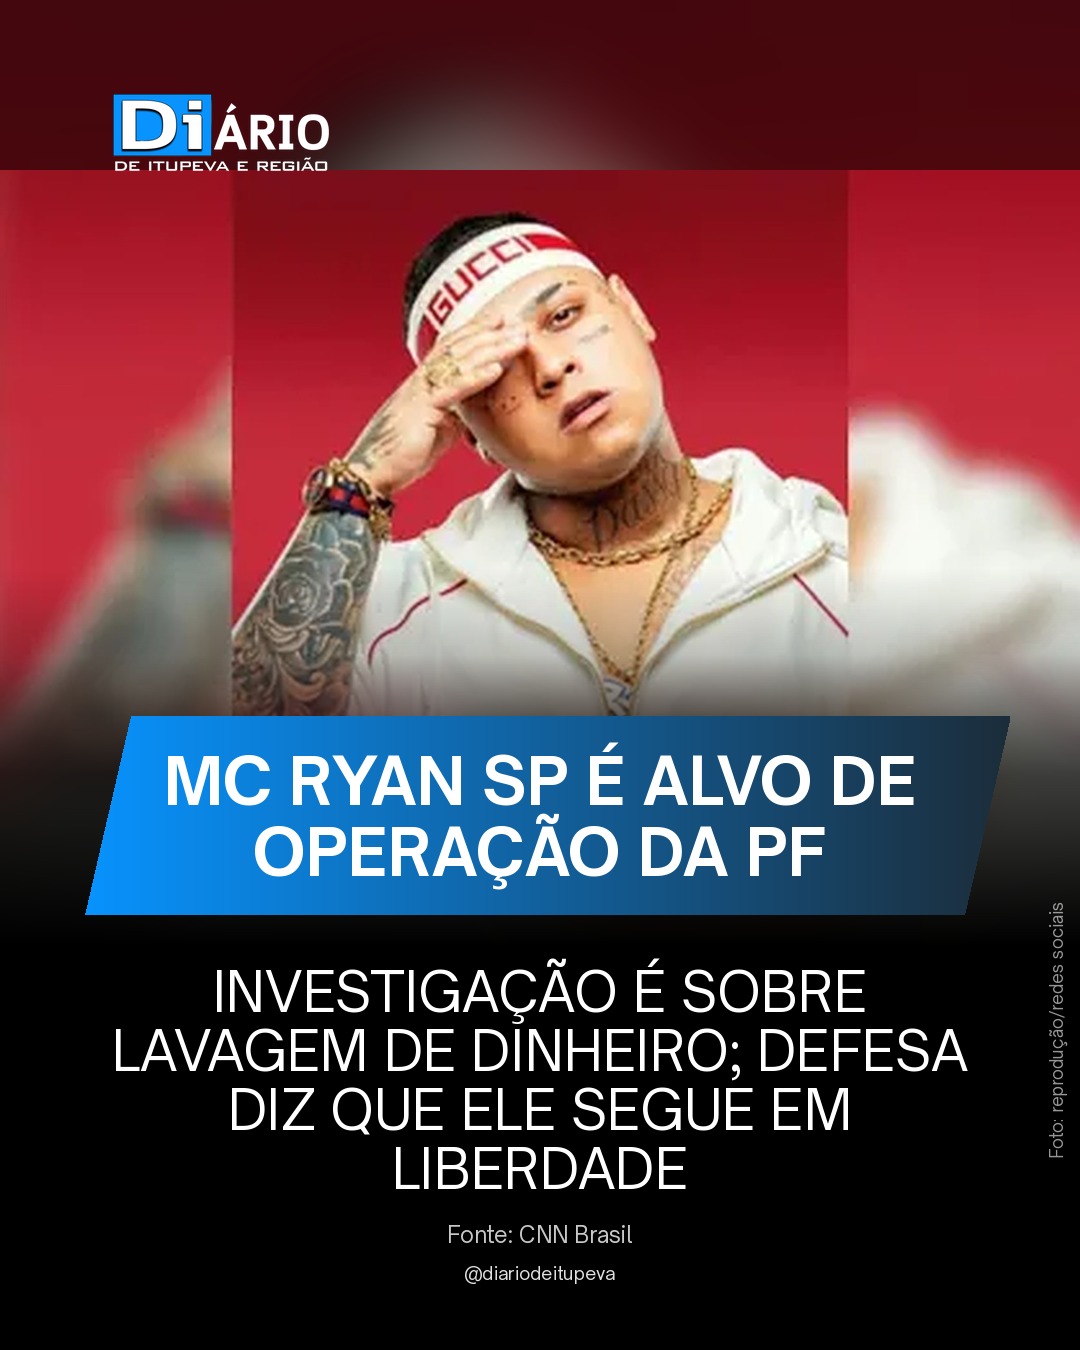 DiÁRIO
DE ITUPEVA E REGIÃO
GUCCI
MC RYAN SP É ALVO DE
OPERAÇÃO DA PF
INVESTIGAÇÃO É SOBRE
LAVAGEM DE DINHEIRO; DEFESA
DIZ QUE ELE SEGUE EM
LIBERDADE
Fonte: CNN Brasil
@diariodeitupeva
Foto: reprodução/redes sociais